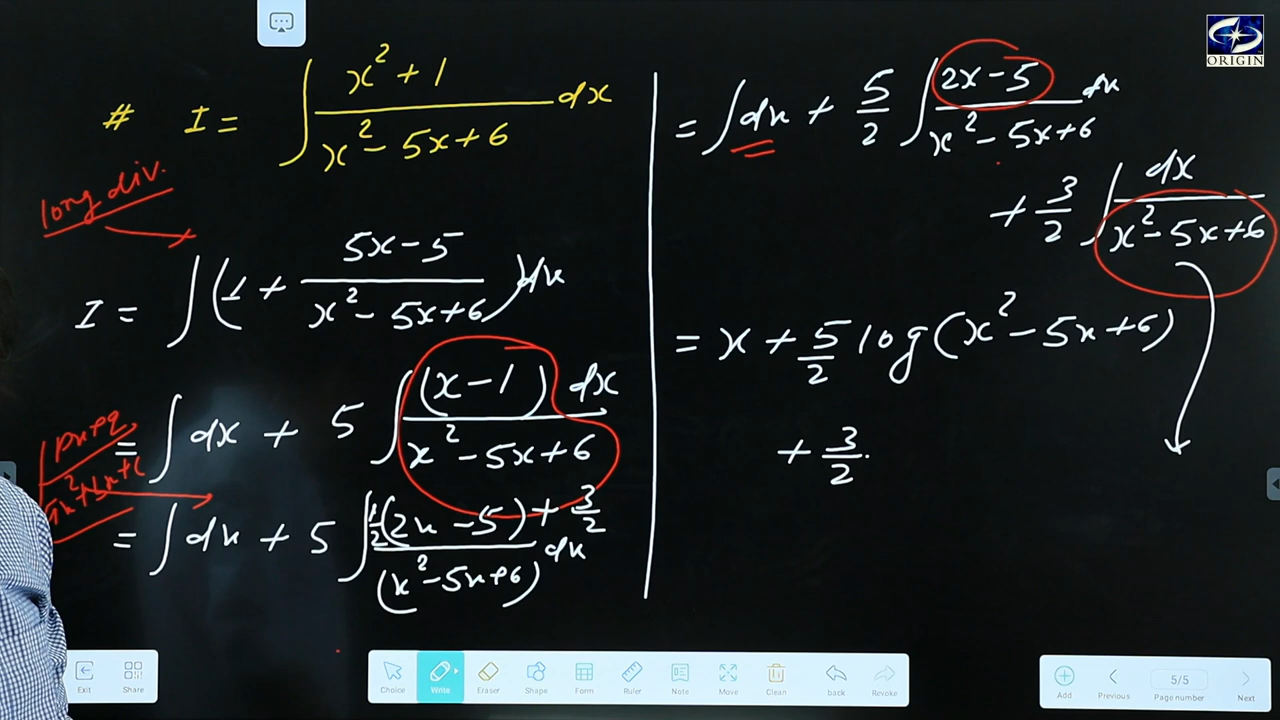 # I = ∫ (x² + 1)/(x² - 5x + 6) dx
long div.
I = ∫ (1 + (5x - 5)/(x² - 5x + 6)) dx
= ∫ dx + 5 ∫ (x - 1) dx/(x² - 5x + 6)
px+q
= ∫ dx + 5 ∫ (½(2x - 5) + 3/2)/(x² - 5x + 6) dx
= ∫ dx + 5/2 ∫ (2x - 5)/(x² - 5x + 6) dx
+ 3/2 ∫ dx/(x² - 5x + 6)
= x + 5/2 log(x² - 5x + 6)
+ 3/2 .
ORIGIN
Exit Share
Choice Write Eraser Shape Form Ruler Note Move Clean back Revoke
Add Previous 5/5 Page number Next